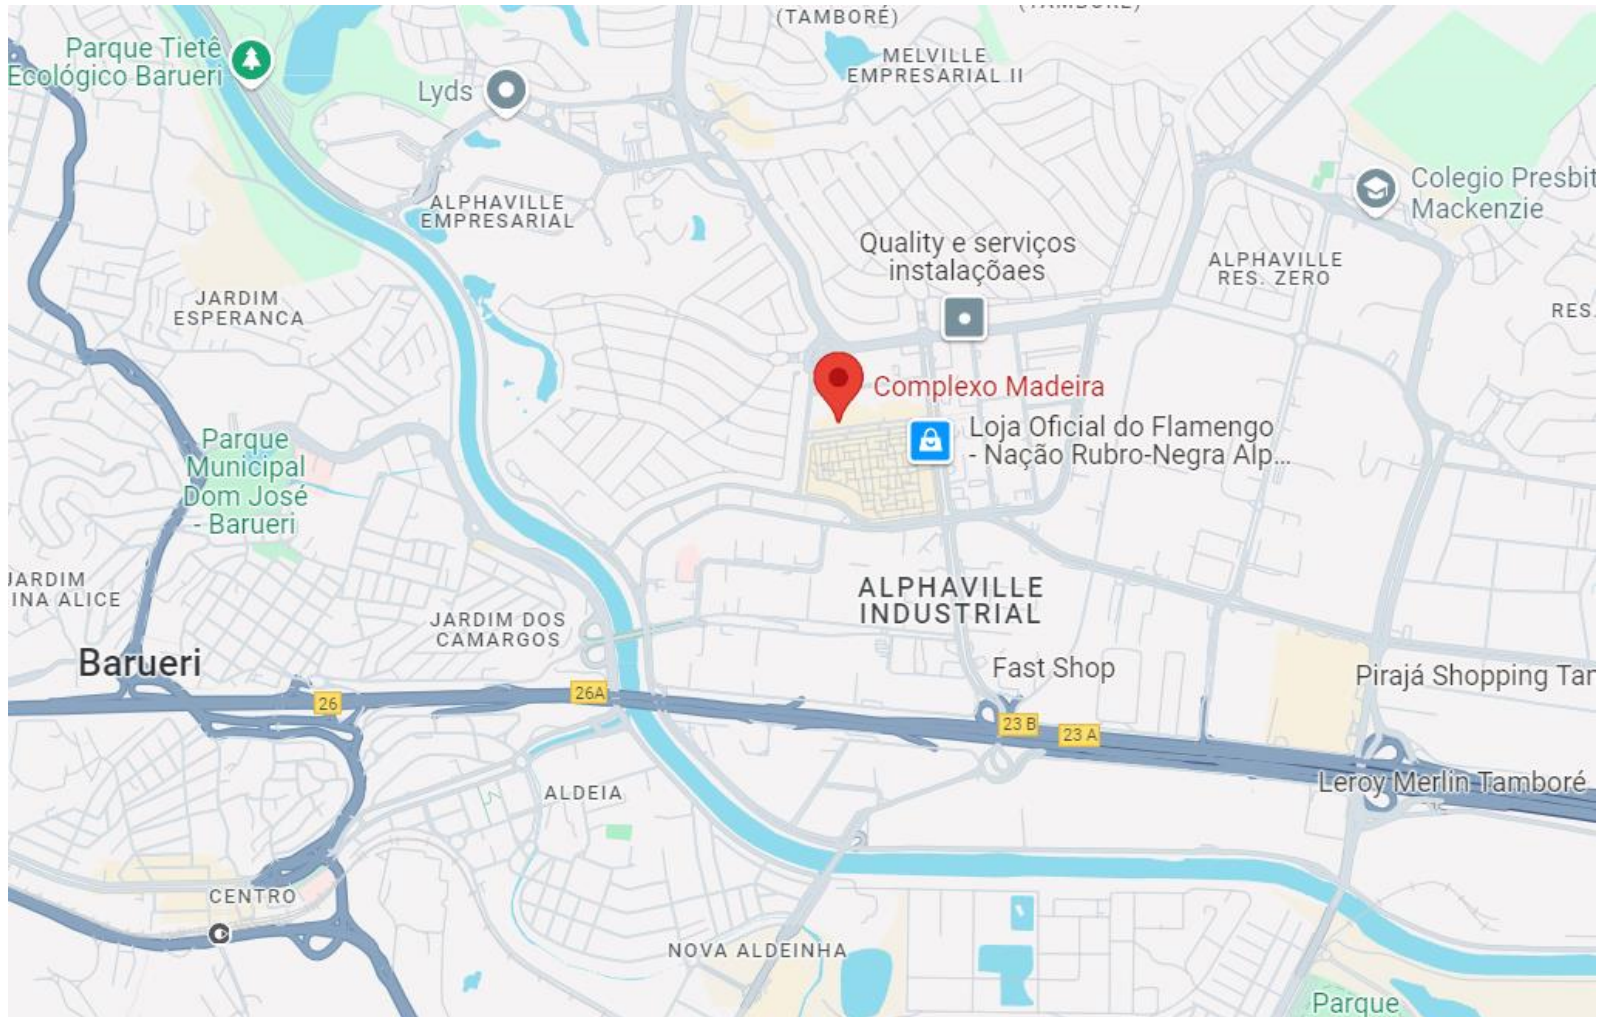 (TAMBORÉ)
Parque Tietê
Ecológico Barueri
Lyds
MELVILLE
EMPRESARIAL II
Colegio Presbit
Mackenzie
ALPHAVILLE
EMPRESARIAL
Quality e serviços
instalaçõaes
ALPHAVILLE
RES. ZERO
JARDIM
ESPERANCA
RES.
Complexo Madeira
Loja Oficial do Flamengo
- Nação Rubro-Negra Alp...
Parque
Municipal
Dom José
- Barueri
JARDIM
INA ALICE
ALPHAVILLE
INDUSTRIAL
JARDIM DOS
CAMARGOS
Barueri
Fast Shop
Pirajá Shopping Tam
26
26A
23 B
23 A
Leroy Merlin Tamboré
ALDEIA
CENTRO
NOVA ALDEINHA
Parque